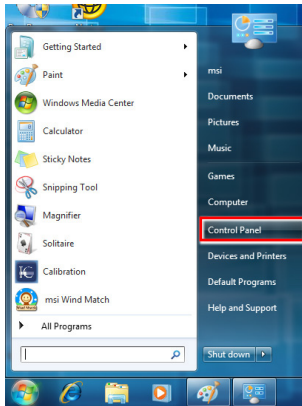 Getting Started
Paint
Windows Media Center
Calculator
Sticky Notes
Snipping Tool
Magnifier
Solitaire
Calibration
msi Wind Match
All Programs
msi
Documents
Pictures
Music
Games
Computer
Control Panel
Devices and Printers
Default Programs
Help and Support
Shut down